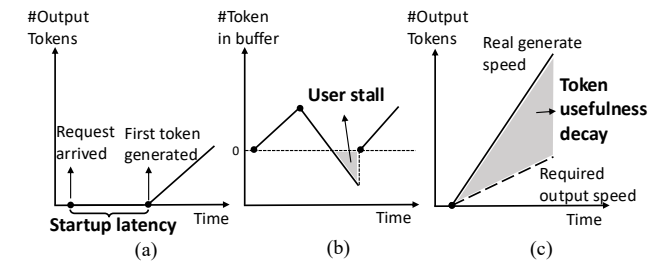 #Output
Tokens
Request
arrived
First token
generated
Time
Startup latency
(a)
#Token
in buffer
User stall
0
Time
(b)
#Output
Tokens
Real generate
speed
Token
usefulness
decay
Required
output speed
Time
(c)